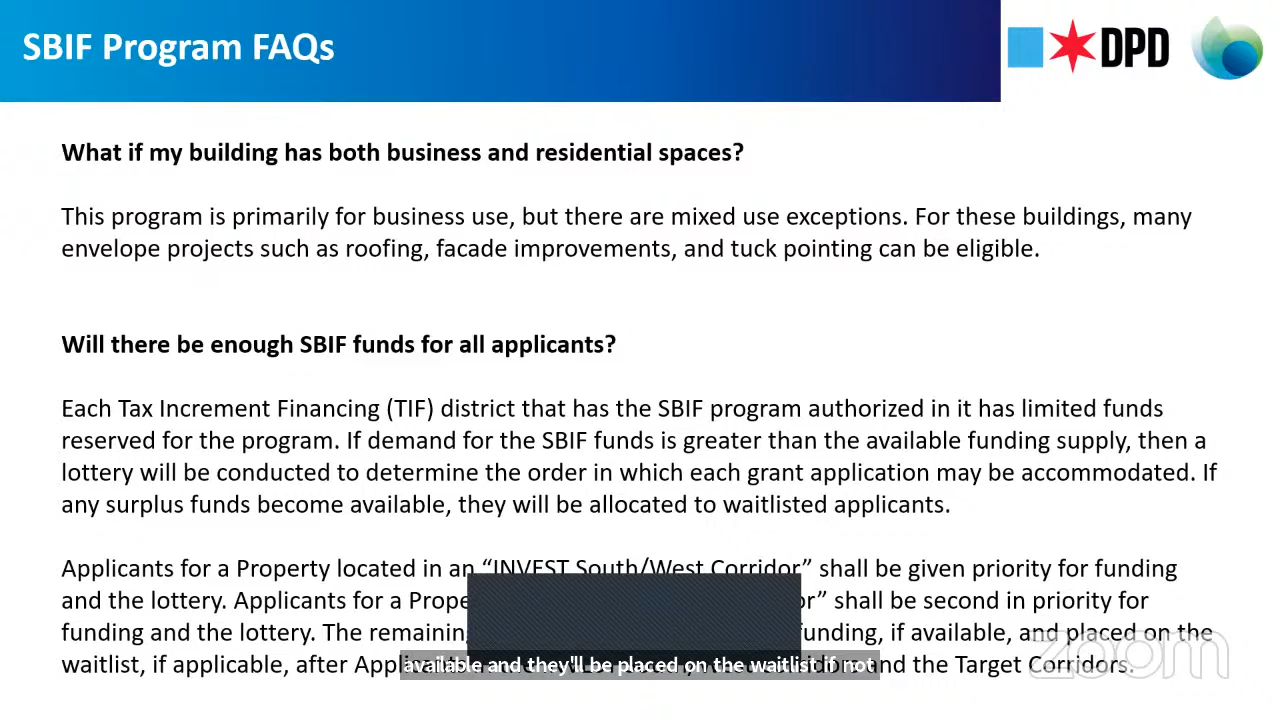 SBIF Program FAQs
DPD
What if my building has both business and residential spaces?
This program is primarily for business use, but there are mixed use exceptions. For these buildings, many
envelope projects such as roofing, facade improvements, and tuck pointing can be eligible.
Will there be enough SBIF funds for all applicants?
Each Tax Increment Financing (TIF) district that has the SBIF program authorized in it has limited funds
reserved for the program. If demand for the SBIF funds is greater than the available funding supply, then a
lottery will be conducted to determine the order in which each grant application may be accommodated. If
any surplus funds become available, they will be allocated to waitlisted applicants.
Applicants for a Property located in an “INVEST South/West Corridor” shall be given priority for funding
and the lottery. Applicants for a ” shall be second in priority for
funding and the lottery. The funding, if available, and placed on the
waitlist, if applicable, after and the Target Corridors.
available and they'll be placed on the waitlist if not
zoom